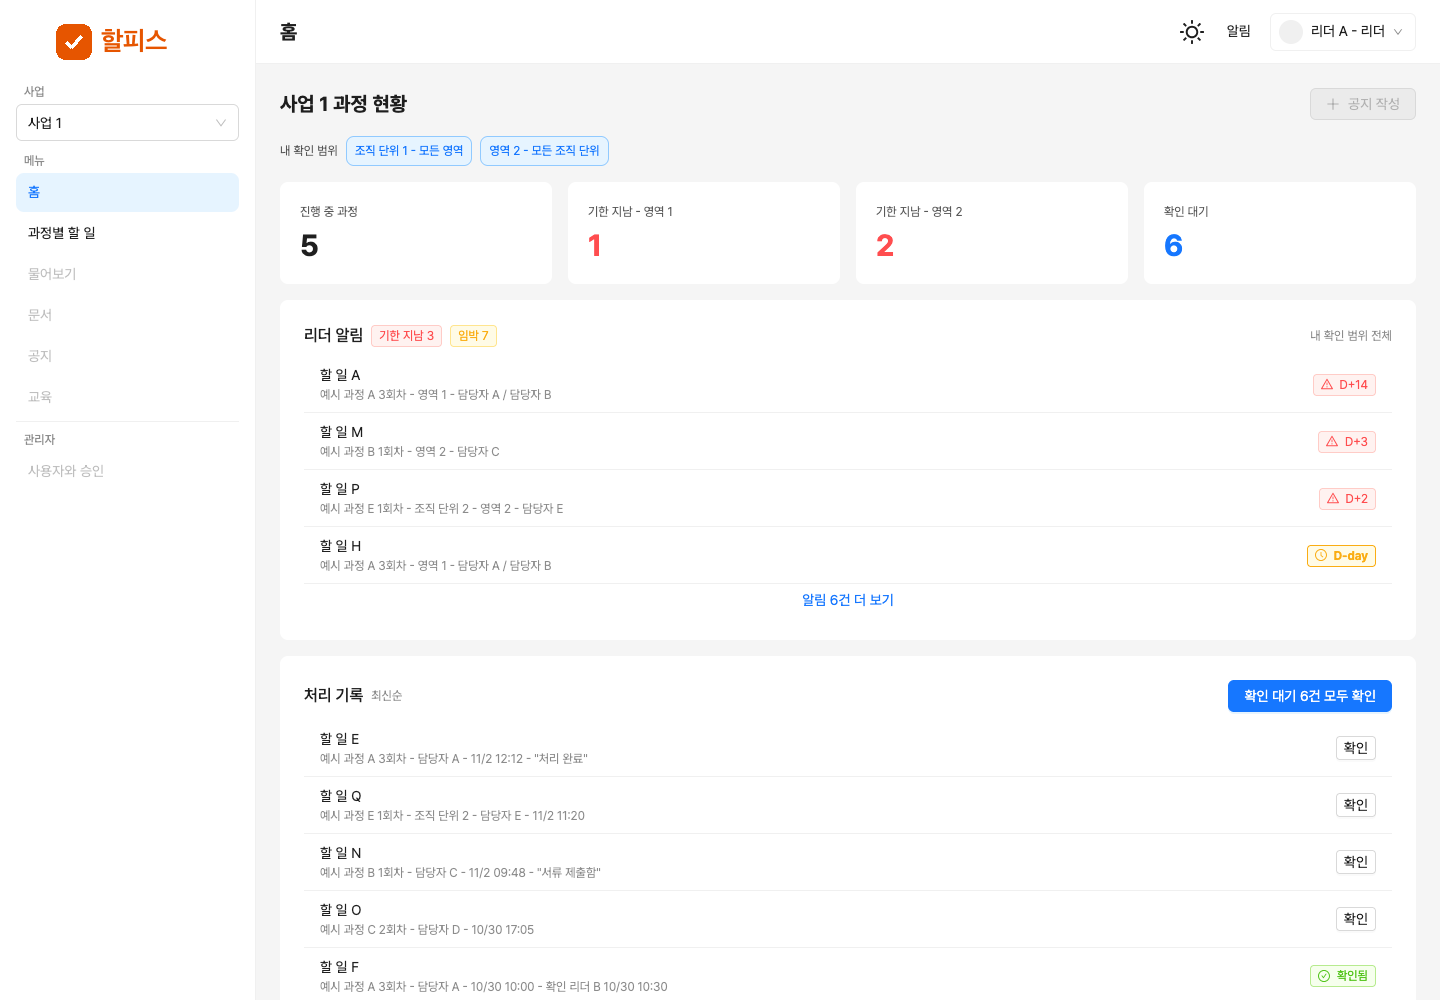 할피스
사업
사업 1
메뉴
홈
과정별 할 일
물어보기
문서
공지
교육
관리자
사용자와 승인
홈
알림
리더 A - 리더
사업 1 과정 현황
공지 작성
내 확인 범위
조직 단위 1 - 모든 영역
영역 2 - 모든 조직 단위
진행 중 과정
5
기한 지남 - 영역 1
1
기한 지남 - 영역 2
2
확인 대기
6
리더 알림
기한 지남 3
임박 7
내 확인 범위 전체
할 일 A
예시 과정 A 3회차 - 영역 1 - 담당자 A / 담당자 B
D+14
할 일 M
예시 과정 B 1회차 - 영역 2 - 담당자 C
D+3
할 일 P
예시 과정 E 1회차 - 조직 단위 2 - 영역 2 - 담당자 E
D+2
할 일 H
예시 과정 A 3회차 - 영역 1 - 담당자 A / 담당자 B
D-day
알림 6건 더 보기
처리 기록 최신순
확인 대기 6건 모두 확인
할 일 E
예시 과정 A 3회차 - 담당자 A - 11/2 12:12 - "처리 완료"
확인
할 일 Q
예시 과정 E 1회차 - 조직 단위 2 - 담당자 E - 11/2 11:20
확인
할 일 N
예시 과정 B 1회차 - 담당자 C - 11/2 09:48 - "서류 제출함"
확인
할 일 O
예시 과정 C 2회차 - 담당자 D - 10/30 17:05
확인
할 일 F
예시 과정 A 3회차 - 담당자 A - 10/30 10:00 - 확인 리더 B 10/30 10:30
확인됨